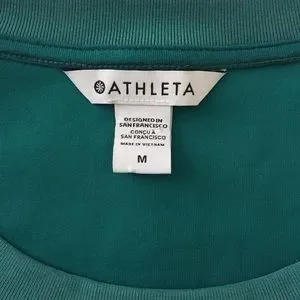 ATHLETA
DESIGNED IN
SAN FRANCISCO
CONÇU À
SAN FRANCISCO
MADE IN VIETNAM
M